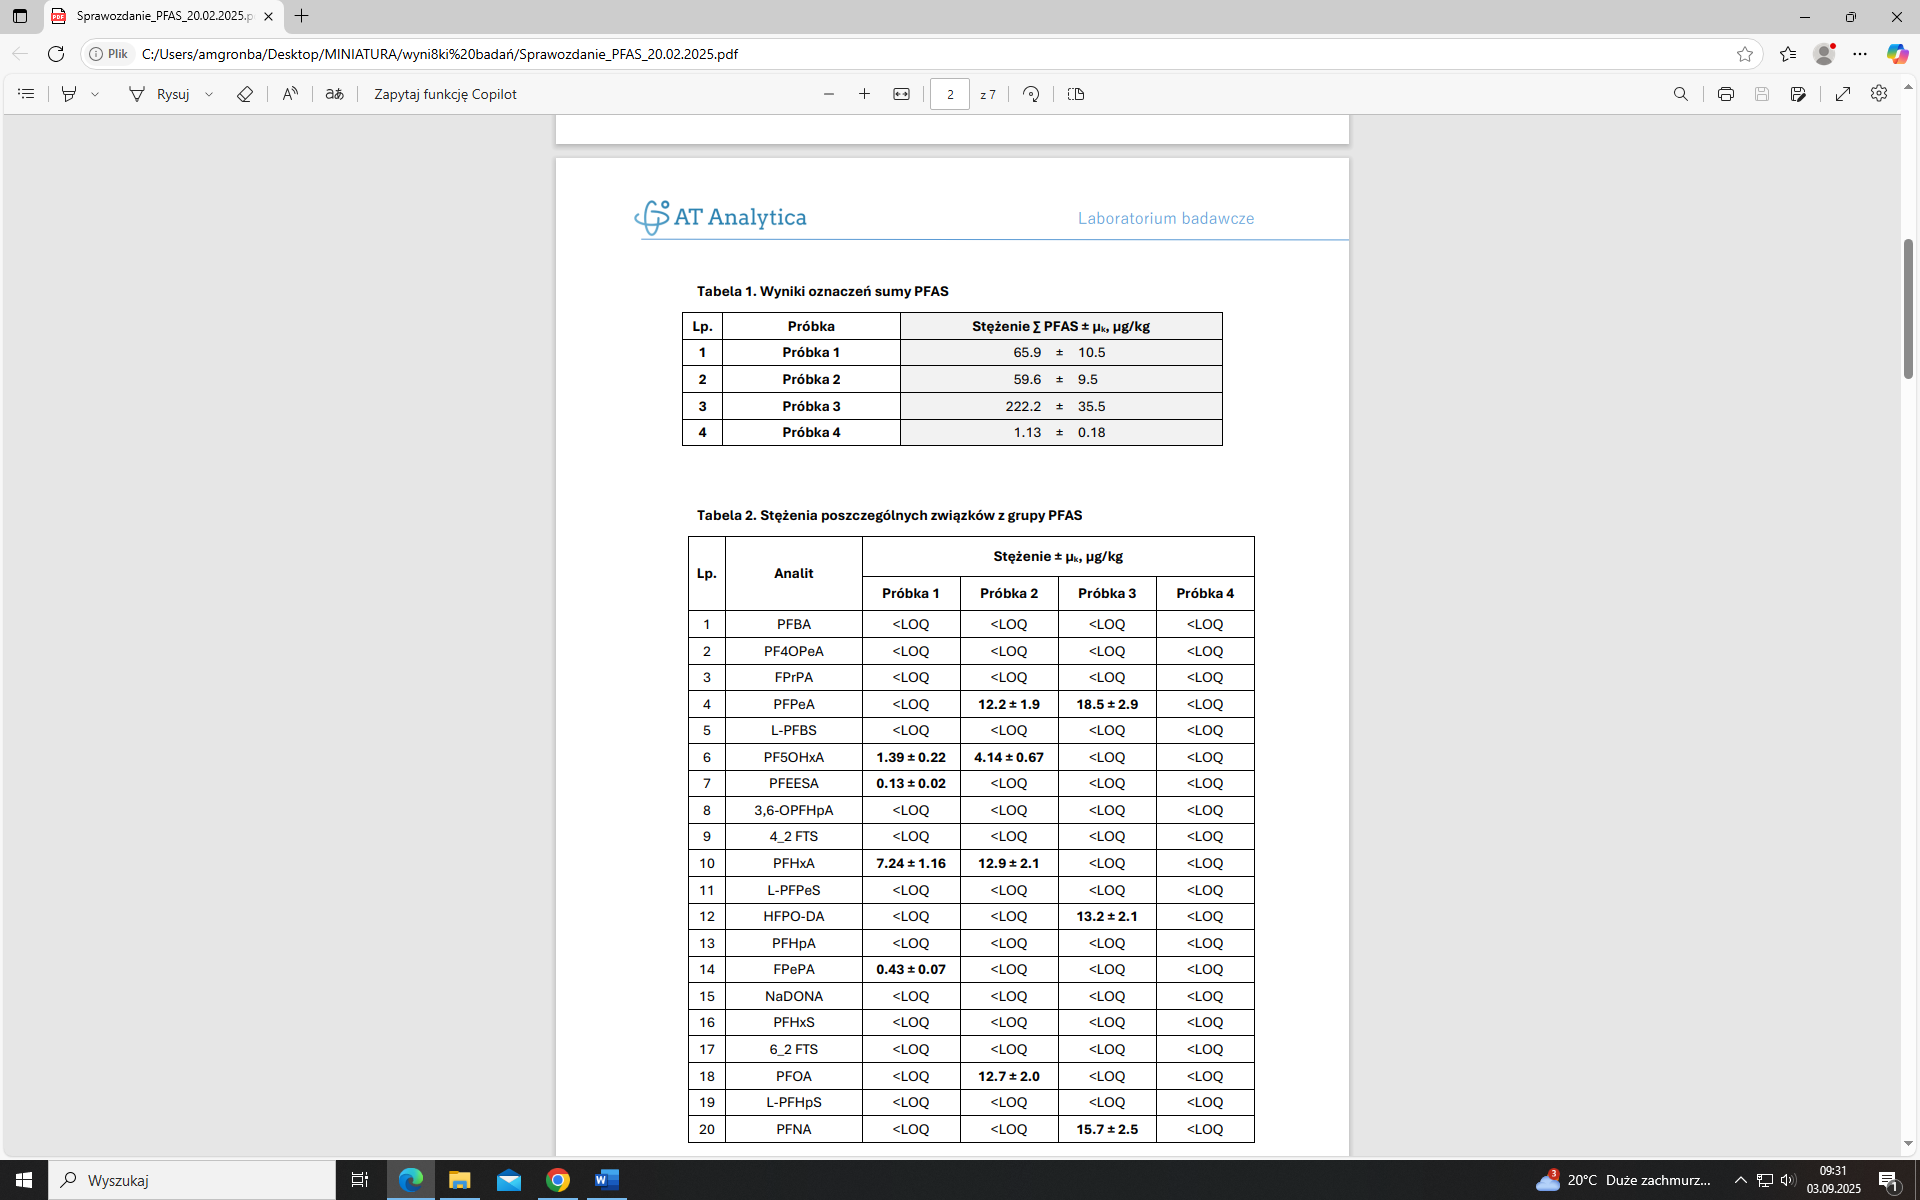 Sprawozdanie_PFAS_20.02.2025.p
Plik C:/Users/amgronba/Desktop/MINIATURA/wyni8ki%20badań/Sprawozdanie_PFAS_20.02.2025.pdf
Rysuj aあ Zapytaj funkcję Copilot 2 z 7
AT Analytica Laboratorium badawcze
Tabela 1. Wyniki oznaczeń sumy PFAS
Lp. Próbka Stężenie ∑ PFAS ± µₖ, µg/kg
1 Próbka 1 65.9 ± 10.5
2 Próbka 2 59.6 ± 9.5
3 Próbka 3 222.2 ± 35.5
4 Próbka 4 1.13 ± 0.18
Tabela 2. Stężenia poszczególnych związków z grupy PFAS
Lp. Analit Stężenie ± µₖ, µg/kg
Próbka 1 Próbka 2 Próbka 3 Próbka 4
1 PFBA <LOQ <LOQ <LOQ <LOQ
2 PF4OPeA <LOQ <LOQ <LOQ <LOQ
3 FPrPA <LOQ <LOQ <LOQ <LOQ
4 PFPeA <LOQ 12.2 ± 1.9 18.5 ± 2.9 <LOQ
5 L-PFBS <LOQ <LOQ <LOQ <LOQ
6 PF5OHxA 1.39 ± 0.22 4.14 ± 0.67 <LOQ <LOQ
7 PFEESA 0.13 ± 0.02 <LOQ <LOQ <LOQ
8 3,6-OPFHpA <LOQ <LOQ <LOQ <LOQ
9 4_2 FTS <LOQ <LOQ <LOQ <LOQ
10 PFHxA 7.24 ± 1.16 12.9 ± 2.1 <LOQ <LOQ
11 L-PFPeS <LOQ <LOQ <LOQ <LOQ
12 HFPO-DA <LOQ <LOQ 13.2 ± 2.1 <LOQ
13 PFHpA <LOQ <LOQ <LOQ <LOQ
14 FPePA 0.43 ± 0.07 <LOQ <LOQ <LOQ
15 NaDONA <LOQ <LOQ <LOQ <LOQ
16 PFHxS <LOQ <LOQ <LOQ <LOQ
17 6_2 FTS <LOQ <LOQ <LOQ <LOQ
18 PFOA <LOQ 12.7 ± 2.0 <LOQ <LOQ
19 L-PFHpS <LOQ <LOQ <LOQ <LOQ
20 PFNA <LOQ <LOQ 15.7 ± 2.5 <LOQ
Wyszukaj 3 20°C Duże zachmurz... 09:31
03.09.2025 1